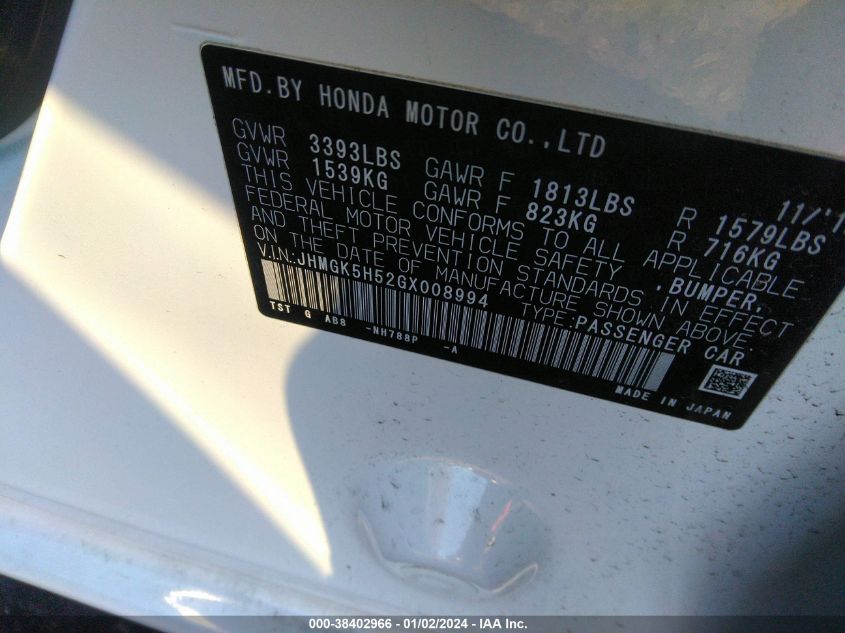 MFD.BY HONDA MOTOR CO.,LTD
GVWR 3393LBS GAWR F 1813LBS R 1579LBS
GVWR 1539KG GAWR F 823KG R 716KG
THIS VEHICLE CONFORMS TO ALL APPLICABLE
FEDERAL MOTOR VEHICLE SAFETY, BUMPER,
AND THEFT PREVENTION STANDARDS IN EFFECT
ON THE DATE OF MANUFACTURE SHOWN ABOVE.
V.I.N:JHMGK5H52GX008994 TYPE:PASSENGER CAR
TST G AB8 -NH788P -A
MADE IN JAPAN
000-38402966 - 01/02/2024 - IAA Inc.